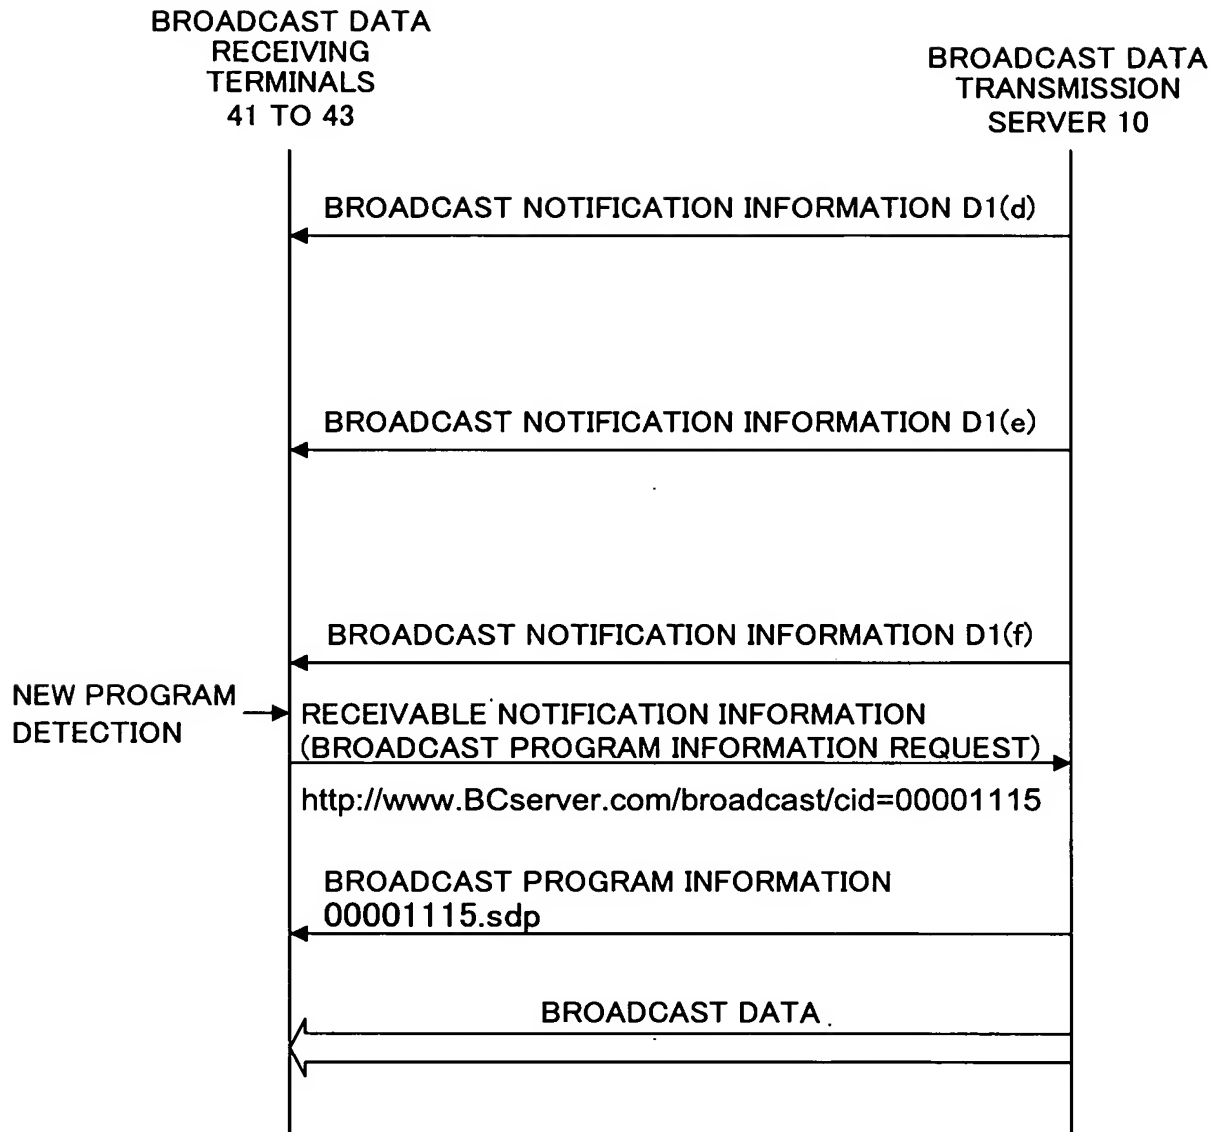 BROADCAST DATA
RECEIVING
TERMINALS
41 TO 43
BROADCAST DATA
TRANSMISSION
SERVER 10
BROADCAST NOTIFICATION INFORMATION D1(d)
BROADCAST NOTIFICATION INFORMATION D1(e)
BROADCAST NOTIFICATION INFORMATION D1(f)
NEW PROGRAM
DETECTION
RECEIVABLE NOTIFICATION INFORMATION
(BROADCAST PROGRAM INFORMATION REQUEST)
http://www.BCserver.com/broadcast/cid=00001115
BROADCAST PROGRAM INFORMATION
00001115.sdp
BROADCAST DATA